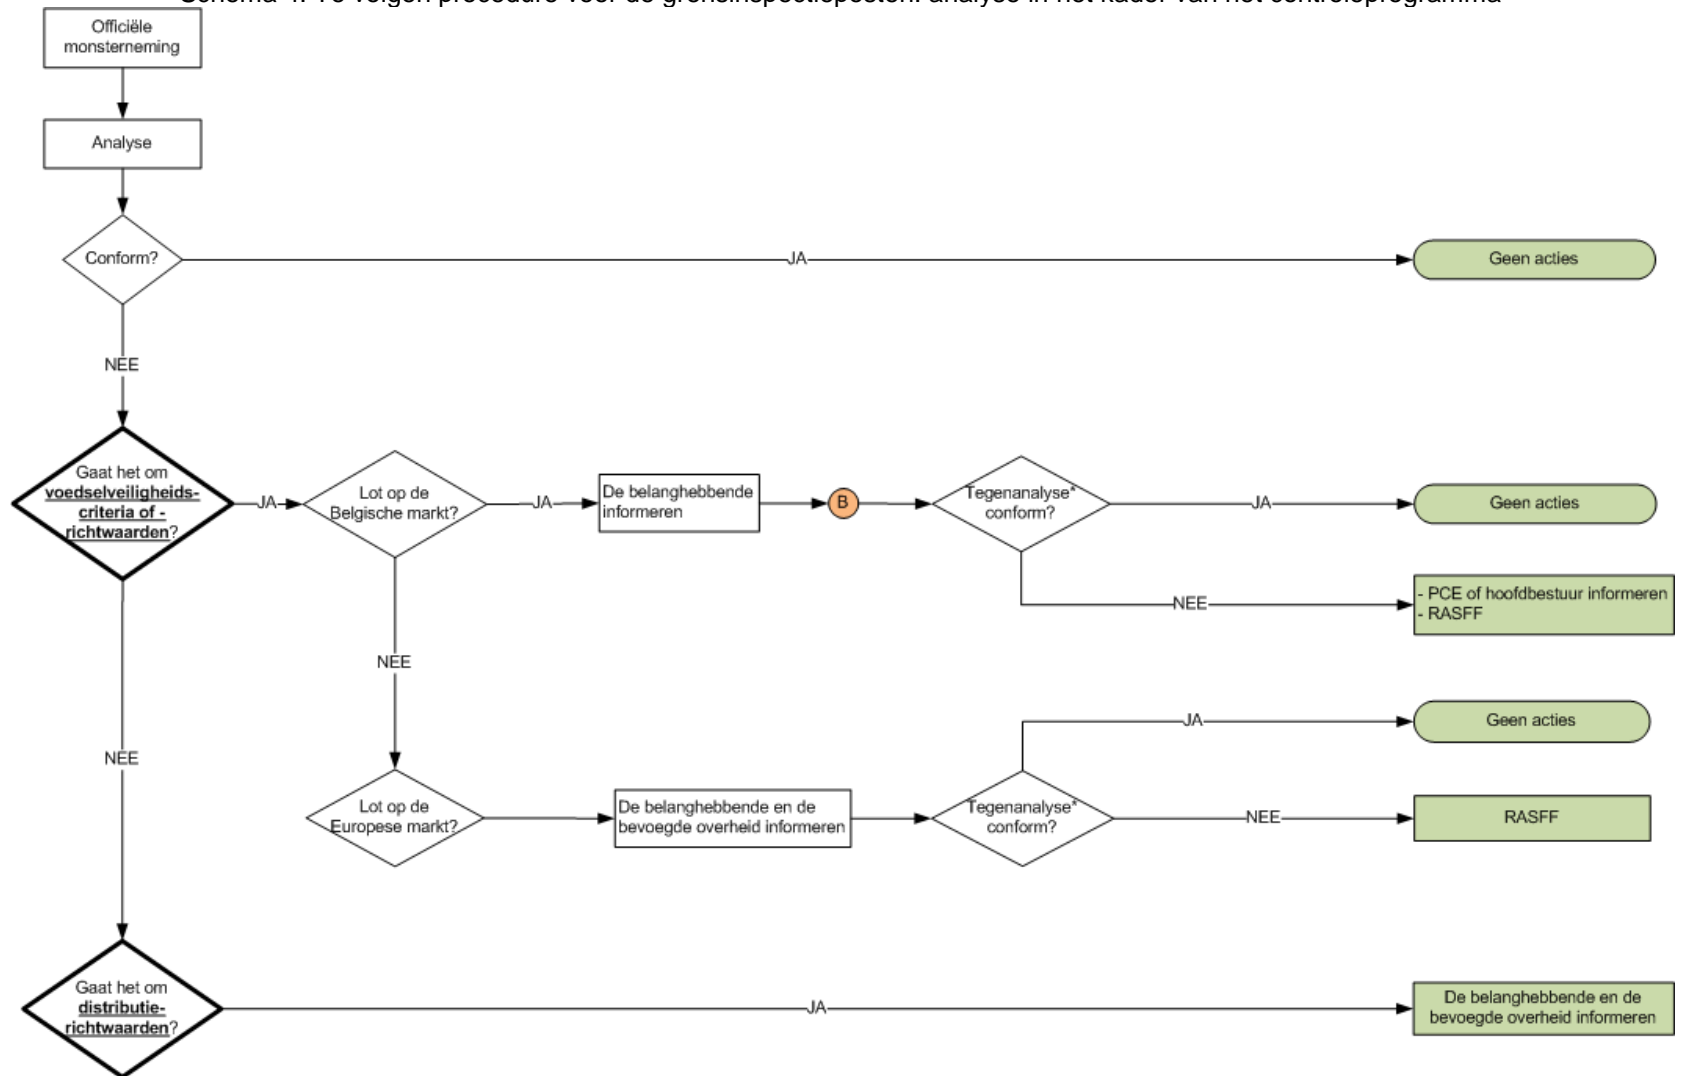 Officiële
monsterneming
Analyse
Conform?
JA
Geen acties
NEE
Gaat het om
voedselveiligheids-
criteria of -
richtwaarden?
JA
Lot op de
Belgische markt?
JA
De belanghebbende
informeren
B
Tegenanalyse*
conform?
JA
Geen acties
NEE
- PCE of hoofdbestuur informeren
- RASFF
NEE
Lot op de
Europese markt?
De belanghebbende en de
bevoegde overheid informeren
Tegenanalyse*
conform?
JA
Geen acties
NEE
RASFF
NEE
Gaat het om
distributie-
richtwaarden?
JA
De belanghebbende en de
bevoegde overheid informeren